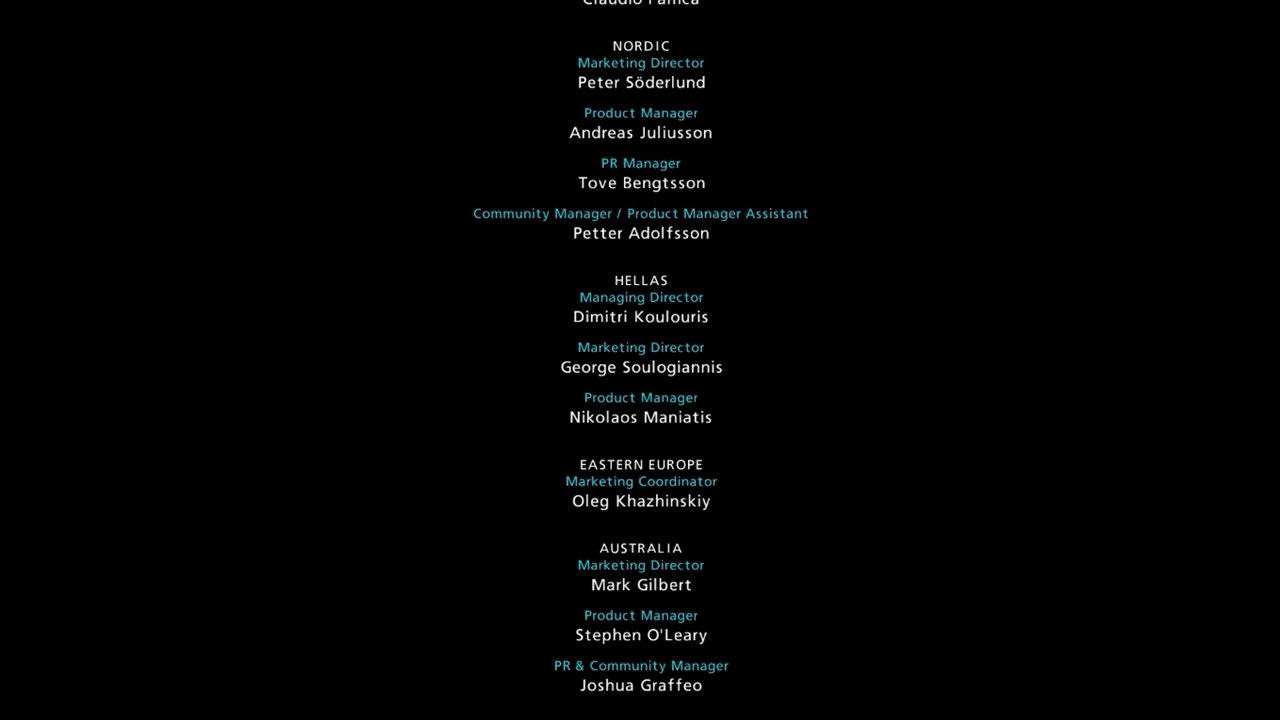 Claudio
NORDIC
Marketing Director
Peter Söderlund
Product Manager
Andreas Juliusson
PR Manager
Tove Bengtsson
Community Manager / Product Manager Assistant
Petter Adolfsson
HELLAS
Managing Director
Dimitri Koulouris
Marketing Director
George Soulogiannis
Product Manager
Nikolaos Maniatis
EASTERN EUROPE
Marketing Coordinator
Oleg Khazhinskiy
AUSTRALIA
Marketing Director
Mark Gilbert
Product Manager
Stephen O'Leary
PR & Community Manager
Joshua Graffeo